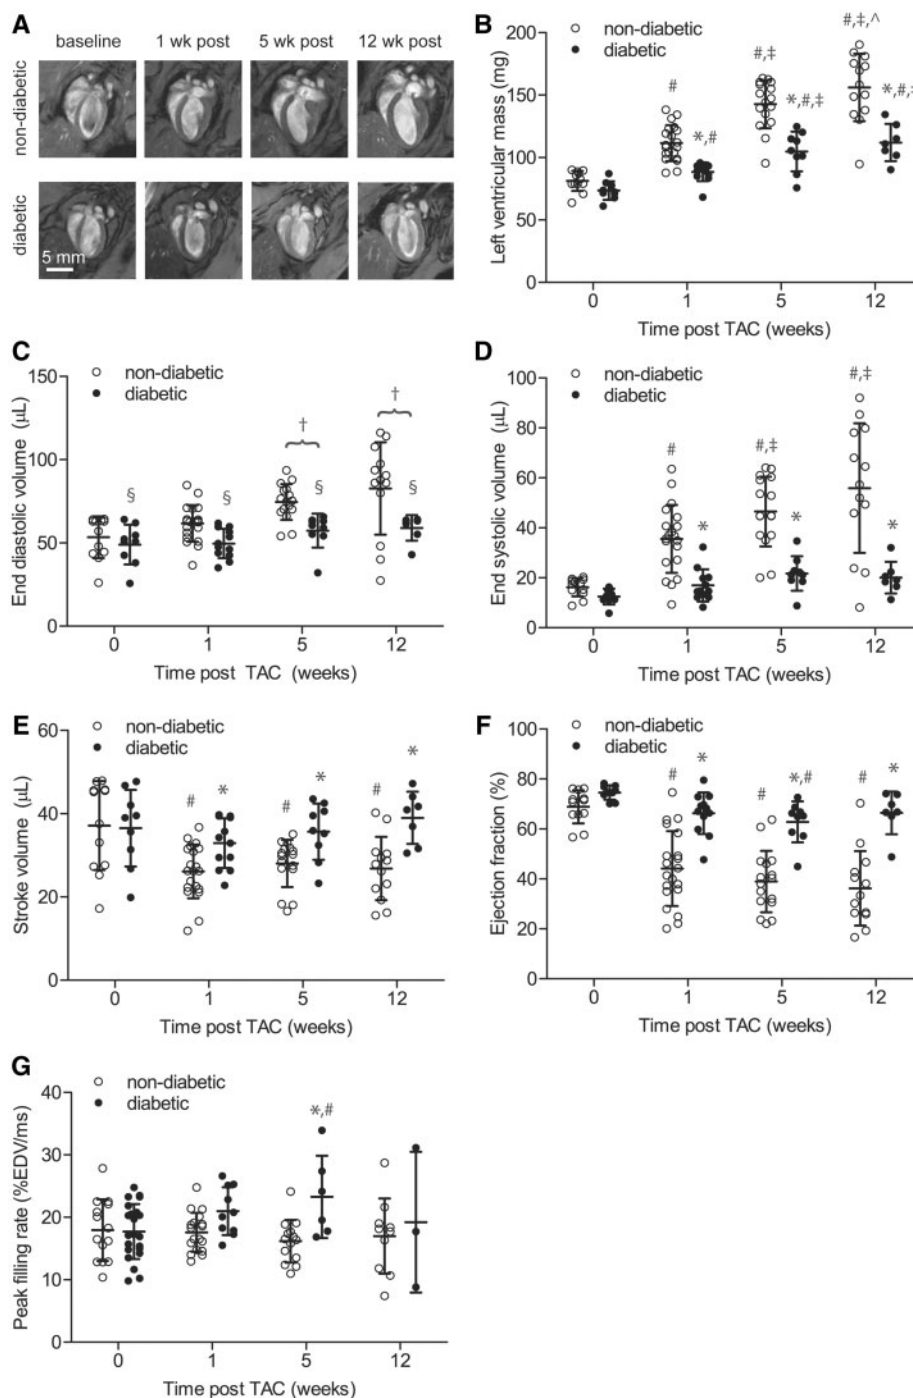 A
baseline 1 wk post 5 wk post 12 wk post
non-diabetic
diabetic
5 mm
B
non-diabetic
diabetic
Left ventricular mass (mg)
200
150
100
50
0
#
*,#
#,‡
*,#,‡
#,‡,^
*,#,‡
0 1 5 12
Time post TAC (weeks)
C
non-diabetic
diabetic
End diastolic volume (μL)
150
100
50
0
§
§
†
§
†
§
0 1 5 12
Time post TAC (weeks)
D
non-diabetic
diabetic
End systolic volume (μL)
100
80
60
40
20
0
#
*
#,‡
*
#,‡
*
0 1 5 12
Time post TAC (weeks)
E
non-diabetic
diabetic
Stroke volume (μL)
60
40
20
0
#
*
#
*
#
*
0 1 5 12
Time post TAC (weeks)
F
non-diabetic
diabetic
Ejection fraction (%)
100
80
60
40
20
0
#
*
#
*,#
#
*
0 1 5 12
Time post TAC (weeks)
G
non-diabetic
diabetic
Peak filling rate (%EDV/ms)
40
30
20
10
0
*,#
0 1 5 12
Time post TAC (weeks)